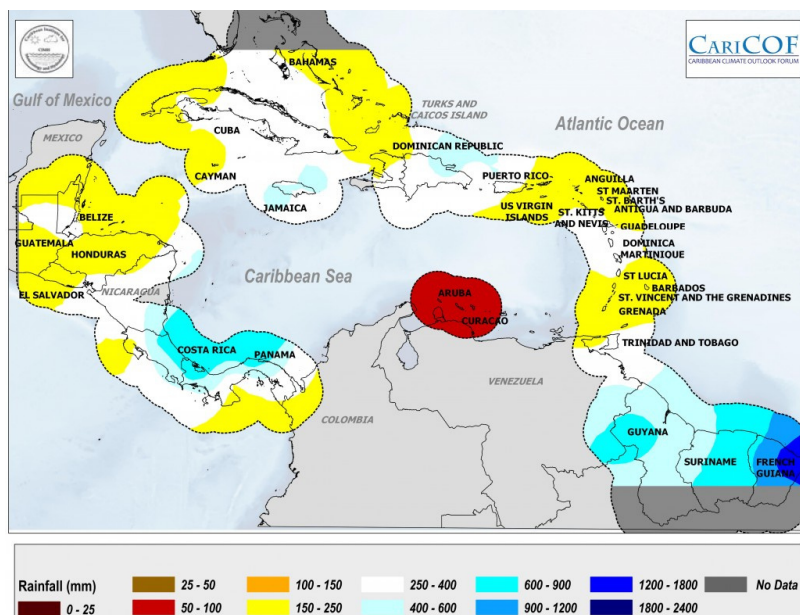 CIMH
CARICOF
CARIBBEAN CLIMATE OUTLOOK FORUM
BAHAMAS
Gulf of Mexico
TURKS AND
CAICOS ISLAND
Atlantic Ocean
MEXICO
CUBA
DOMINICAN REPUBLIC
CAYMAN
PUERTO RICO
ANGUILLA
ST MAARTEN
ST. BARTH'S
JAMAICA
US VIRGIN
ISLANDS
ST. KITTS
AND NEVIS
ANTIGUA AND BARBUDA
BELIZE
GUADELOUPE
GUATEMALA
HONDURAS
DOMINICA
MARTINIQUE
Caribbean Sea
ST LUCIA
EL SALVADOR
NICARAGUA
ARUBA
BARBADOS
ST. VINCENT AND THE GRENADINES
CURACAO
GRENADA
COSTA RICA
PANAMA
TRINIDAD AND TOBAGO
VENEZUELA
COLOMBIA
GUYANA
SURINAME
FRENCH
GUIANA
Rainfall (mm)
0 - 25
25 - 50
50 - 100
100 - 150
150 - 250
250 - 400
400 - 600
600 - 900
900 - 1200
1200 - 1800
1800 - 2400
No Data